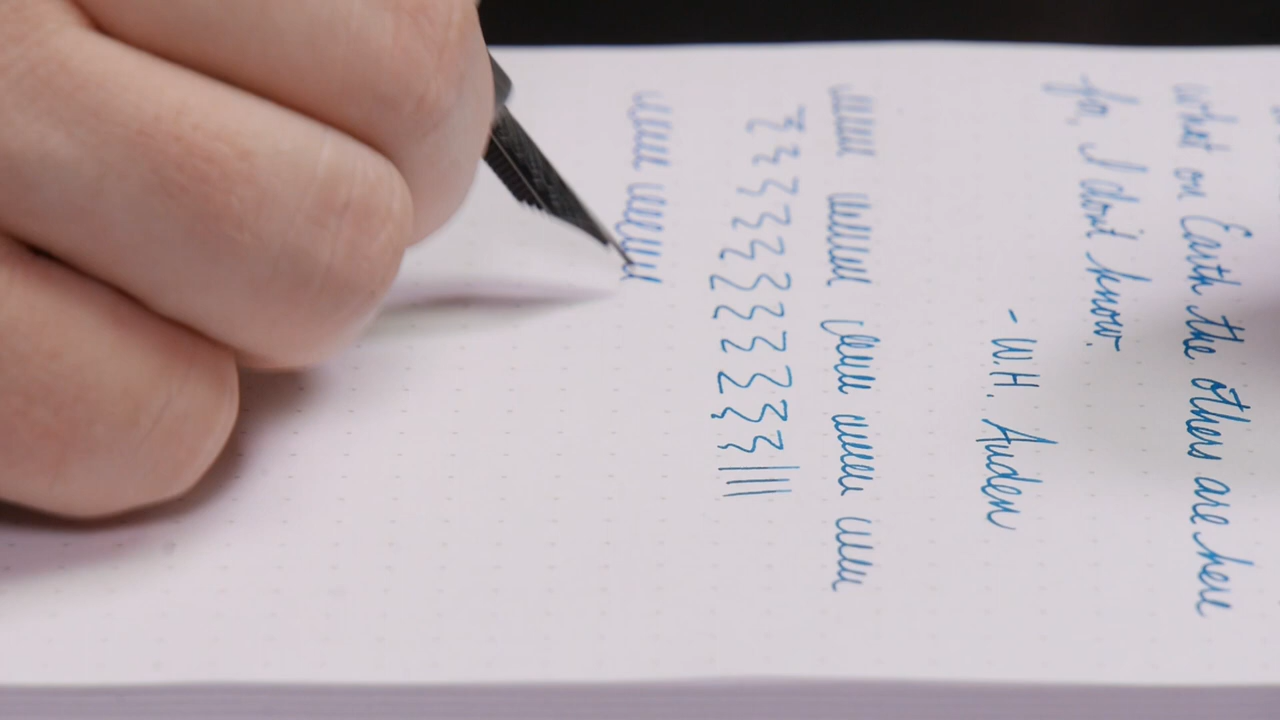 what on Earth the others are here
for, I don't know.
- W.H. Auden